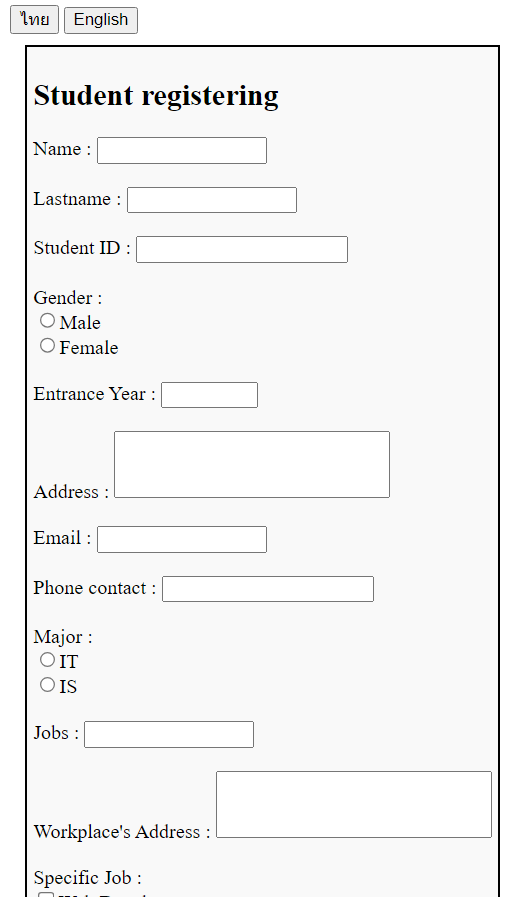 ไทย English
Student registering
Name :
Lastname :
Student ID :
Gender :
Male
Female
Entrance Year :
Address :
Email :
Phone contact :
Major :
IT
IS
Jobs :
Workplace's Address :
Specific Job :